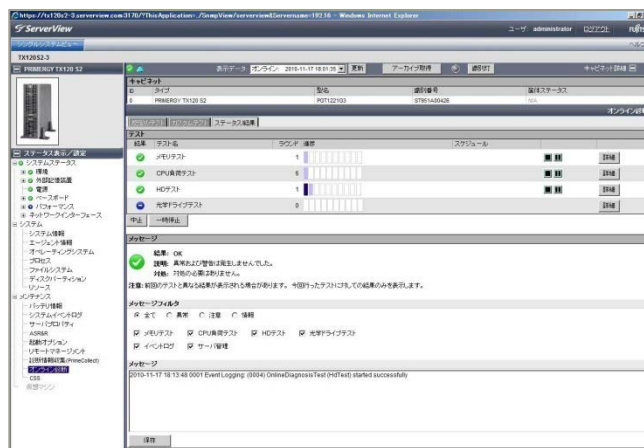 https://tx120s2-3.serverview.com:3170/?ThisApplication=./SnmpView/serverview&Servername=192.16 - Windows Internet Explorer
ServerView
ユーザ: administrator ログアウト
シングルシステムビュー
ヘルプ
TX120S2-3
PRIMERGY TX120 S2
表示データ: オンライン: 2010-11-17 18:01:35 更新 アーカイブ取得 識別灯 キャビネット詳細
キャビネット
ID タイプ 型名 識別番号 筐体ステータス
0 PRIMERGY TX120 S2 N/A
オンライン診断
ステータス/結果
テスト
結果 テスト名 ラウンド 進捗 スケジュール
メモリテスト 1 詳細
CPU負荷テスト 詳細
HDテスト 1 詳細
光学ドライブテスト 0 詳細
中止 一時停止
ステータス表示/設定
システムステータス
環境
外部記憶装置
電源
ベースボード
パフォーマンス
ネットワークインターフェース
システム
システム情報
エージェント情報
オペレーティングシステム
プロセス
ファイルシステム
ディスクパーティション
リソース
メンテナンス
バッテリ情報
システムイベントログ
サーバプロパティ
ASR&R
起動オプション
リモートマネージメント
診断情報収集(PrimeCollect)
オンライン診断
CSS
仮想マシン
メッセージ
結果: OK
説明: 異常および警告は発生しませんでした。
対処: 対処の必要はありません。
注意: 前回のテストと異なる結果が表示される場合があります。 今回行ったテストに対しての結果のみを表示します。
メッセージフィルタ
全て 異常 注意 情報
メモリテスト CPU負荷テスト HDテスト 光学ドライブテスト
イベントログ サーバ管理
メッセージ
2010-11-17 18:13:48 0001 Event Logging: (0004) OnlineDiagnosisTest (HdTest) started successfully
保存